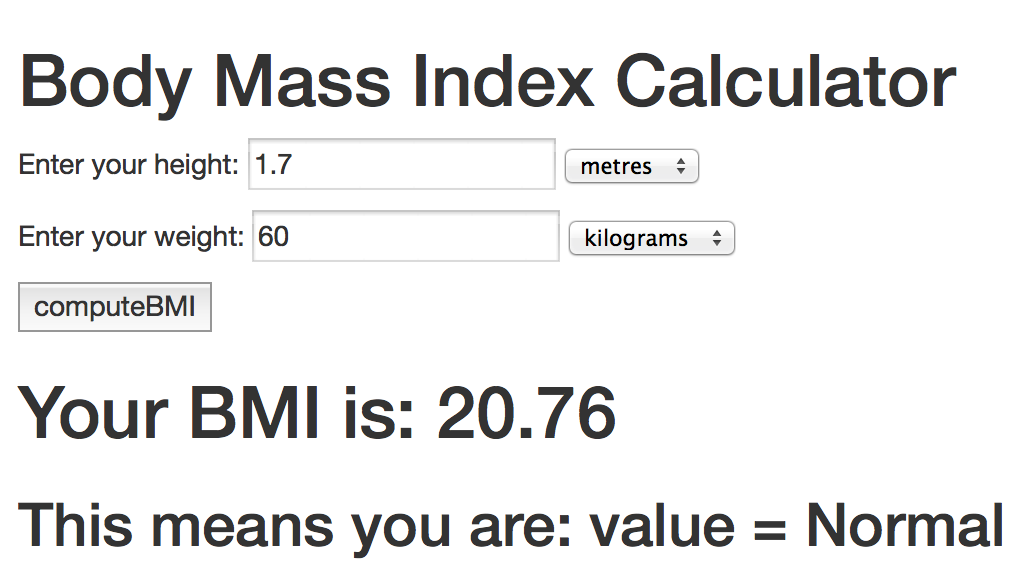 Body Mass Index Calculator
Enter your height: 1.7 metres
Enter your weight: 60 kilograms
computeBMI
Your BMI is: 20.76
This means you are: value = Normal